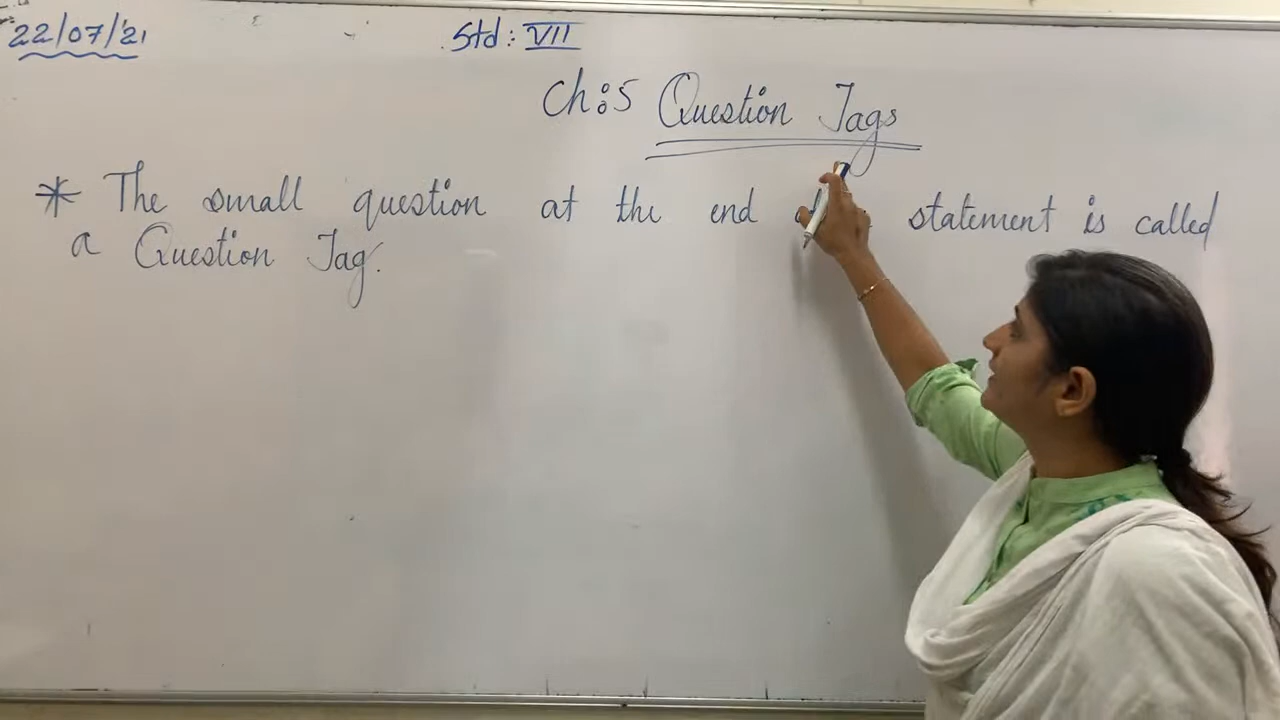 22/07/21
Std: VII
Ch:5 Question Tags
* The small question at the end statement is called
a Question Tag.